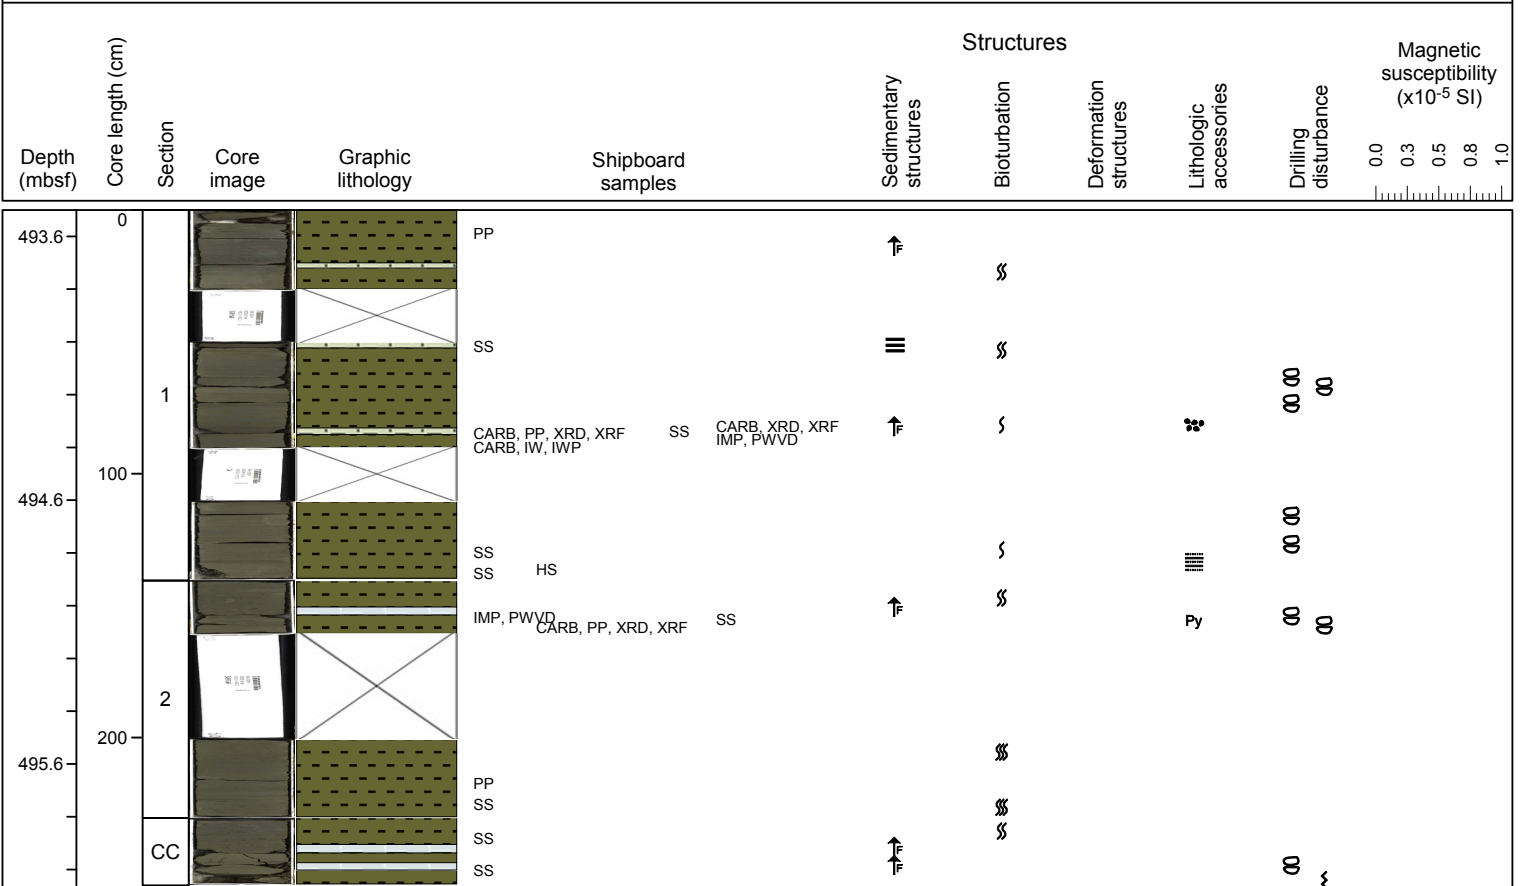 Structures
Depth
(mbsf)
Core length (cm)
Section
Core
image
Graphic
lithology
Shipboard
samples
Sedimentary
structures
Bioturbation
Deformation
structures
Lithologic
accessories
Drilling
disturbance
Magnetic
susceptibility
(x10-5 SI)
0.0 0.3 0.5 0.8 1.0
0
493.6
PP
F
SS
1
CARB, PP, XRD, XRF SS CARB, XRD, XRF
F
CARB, IW, IWP IMP, PWVD
100
494.6
SS
SS HS
F
IMP, PWVD SS Py
CARB, PP, XRD, XRF
2
200
495.6
PP
SS
SS
CC
F
F
SS